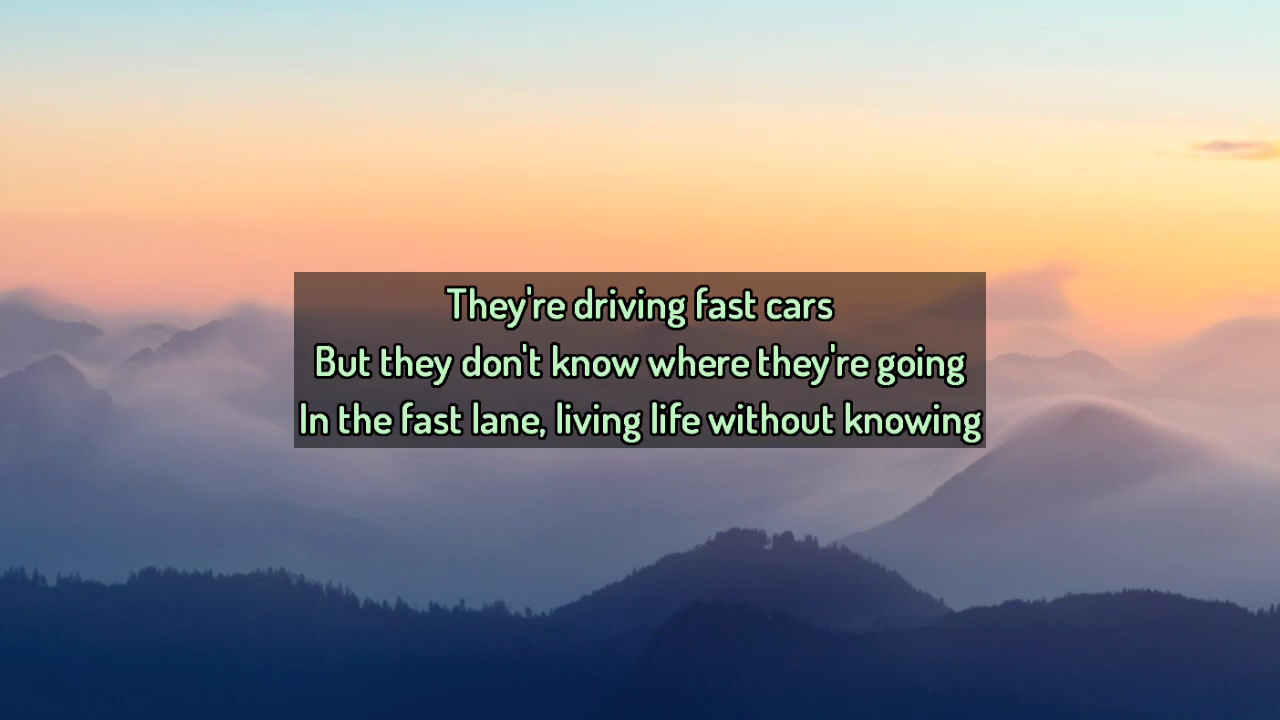 They're driving fast cars
But they don't know where they're going
In the fast lane, living life without knowing